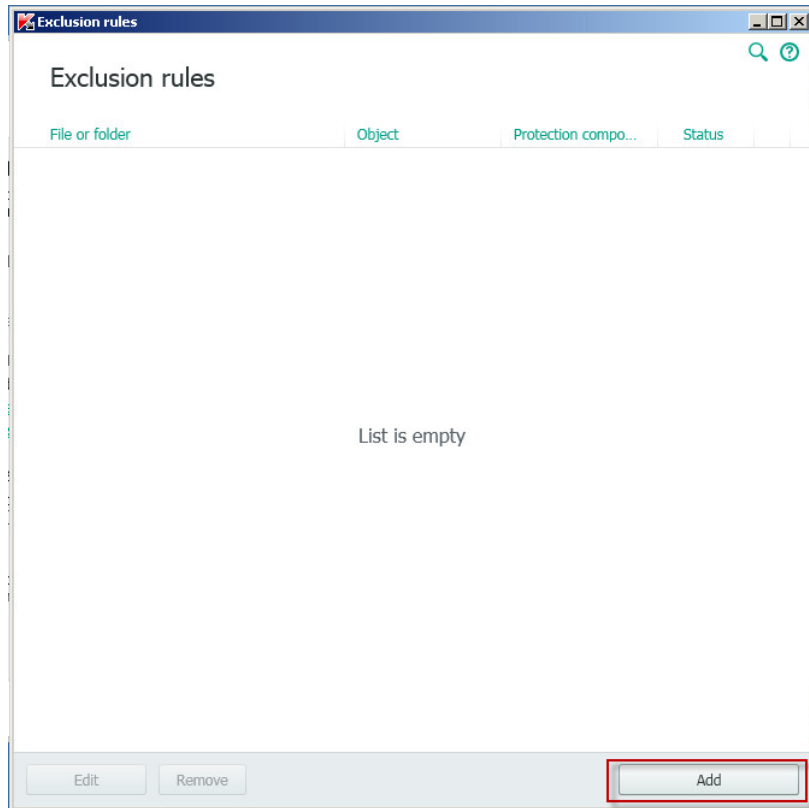 Exclusion rules
Exclusion rules
File or folder Object Protection compo... Status
List is empty
Edit Remove Add